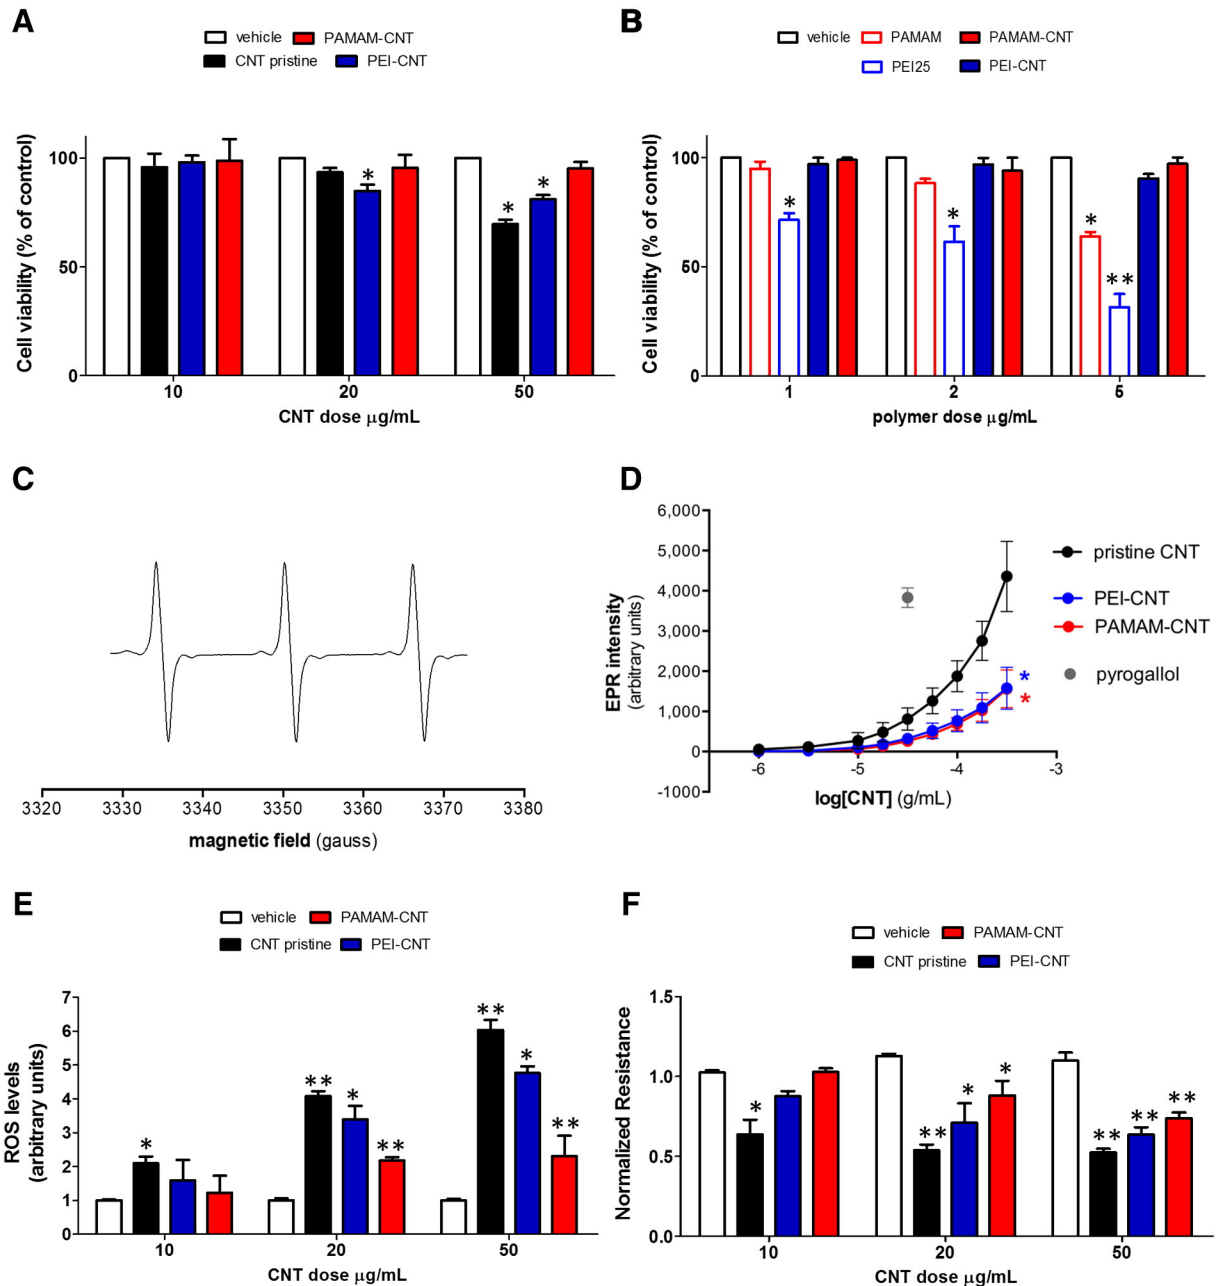 A
vehicle PAMAM-CNT
CNT pristine PEI-CNT
Cell viability (% of control)
100
50
0
* * *
10 20 50
CNT dose µg/mL
B
vehicle PAMAM PAMAM-CNT
PEI25 PEI-CNT
Cell viability (% of control)
100
50
0
* * * **
1 2 5
polymer dose µg/mL
C
3320 3330 3340 3350 3360 3370 3380
magnetic field (gauss)
D
EPR intensity
(arbitrary units)
6,000
5,000
4,000
3,000
2,000
1,000
0
-1000
-6 -5 -4 -3
log[CNT] (g/mL)
pristine CNT
PEI-CNT
PAMAM-CNT
pyrogallol
*
*
E
vehicle PAMAM-CNT
CNT pristine PEI-CNT
ROS levels
(arbitrary units)
7
6
5
4
3
2
1
0
* ** * ** ** * **
10 20 50
CNT dose µg/mL
F
vehicle PAMAM-CNT
CNT pristine PEI-CNT
Normalized Resistance
1.5
1.0
0.5
0.0
* ** * * ** ** **
10 20 50
CNT dose µg/mL